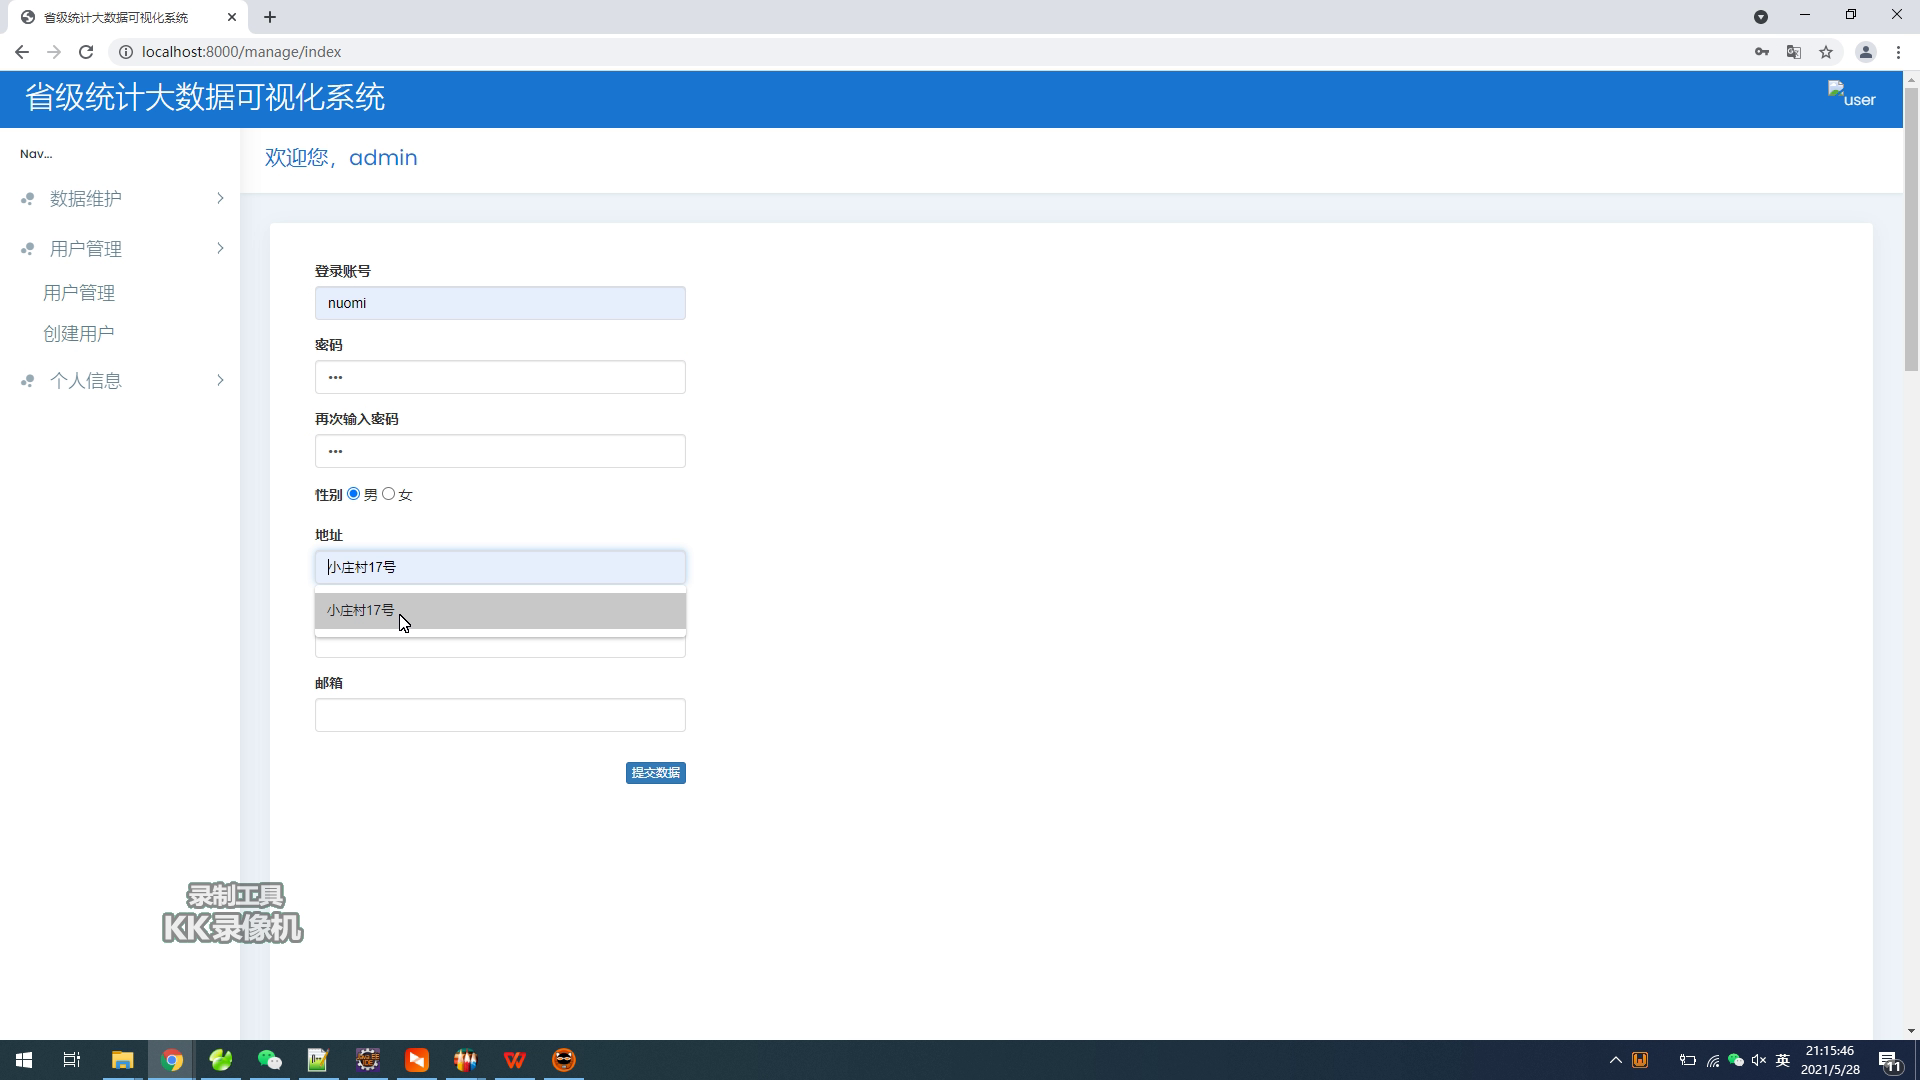 省级统计大数据可视化系统
localhost:8000/manage/index
省级统计大数据可视化系统
user
Nav...
欢迎您，admin
数据维护
用户管理
用户管理
创建用户
个人信息
登录账号
nuomi
密码
•••
再次输入密码
•••
性别 男 女
地址
小庄村17号
小庄村17号
邮箱
提交数据
录制工具
KK录像机
英
21:15:46
2021/5/28
11